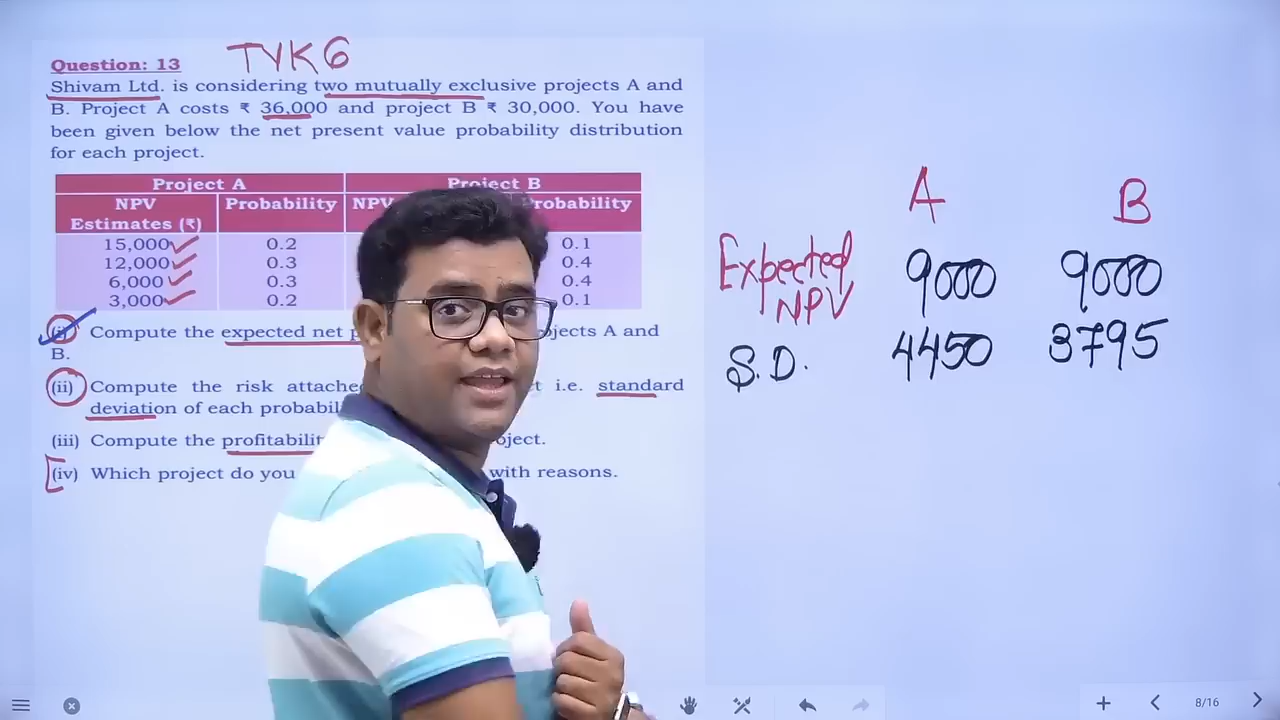 Question: 13 TYK6
Shivam Ltd. is considering two mutually exclusive projects A and
B. Project A costs ₹ 36,000 and project B ₹ 30,000. You have
been given below the net present value probability distribution
for each project.
Project A Project B
NPV Estimates (₹) Probability NPV Probability
15,000 0.2 0.1
12,000 0.3 0.4
6,000 0.3 0.4
3,000 0.2 0.1
(i) Compute the expected net p ojects A and
B.
(ii) Compute the risk attache t i.e. standard
deviation of each probabil
(iii) Compute the profitabilit oject.
(iv) Which project do you with reasons.
A B
Expected NPV 9000 9000
S.D. 4450 3795
8/16